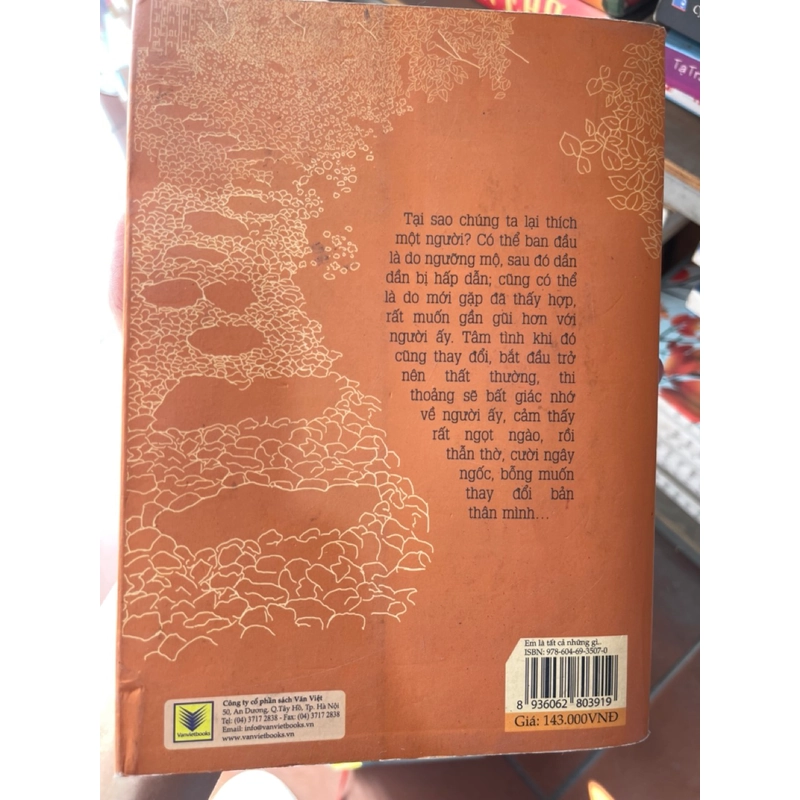 TạTr
Tại sao chúng ta lại thích
một người? Có thể ban đầu
là do ngưỡng mộ, sau đó dần
dần bị hấp dẫn; cũng có thể
là do mới gặp đã thấy hợp,
rất muốn gần gũi hơn với
người ấy. Tâm tình khi đó
cũng thay đổi, bắt đầu trở
nên thất thường, thi
thoảng sẽ bất giác nhớ
về người ấy, cảm thấy
rất ngọt ngào, rồi
thẫn thờ, cười ngây
ngốc, bỗng muốn
thay đổi bản
thân mình...
Em là tất cả những gì..
ISBN: 978-604-69-3507-0
8 936062 803919
Giá: 143.000VNĐ
Vanvietbooks
Công ty cổ phần sách Văn Việt
50, An Dương, Q.Tây Hồ, Tp. Hà Nội
Tel: (04) 3717 2838 - Fax: (04) 3717 2838
Email: info@vanvietbooks.vn
www.vanvietbooks.vn